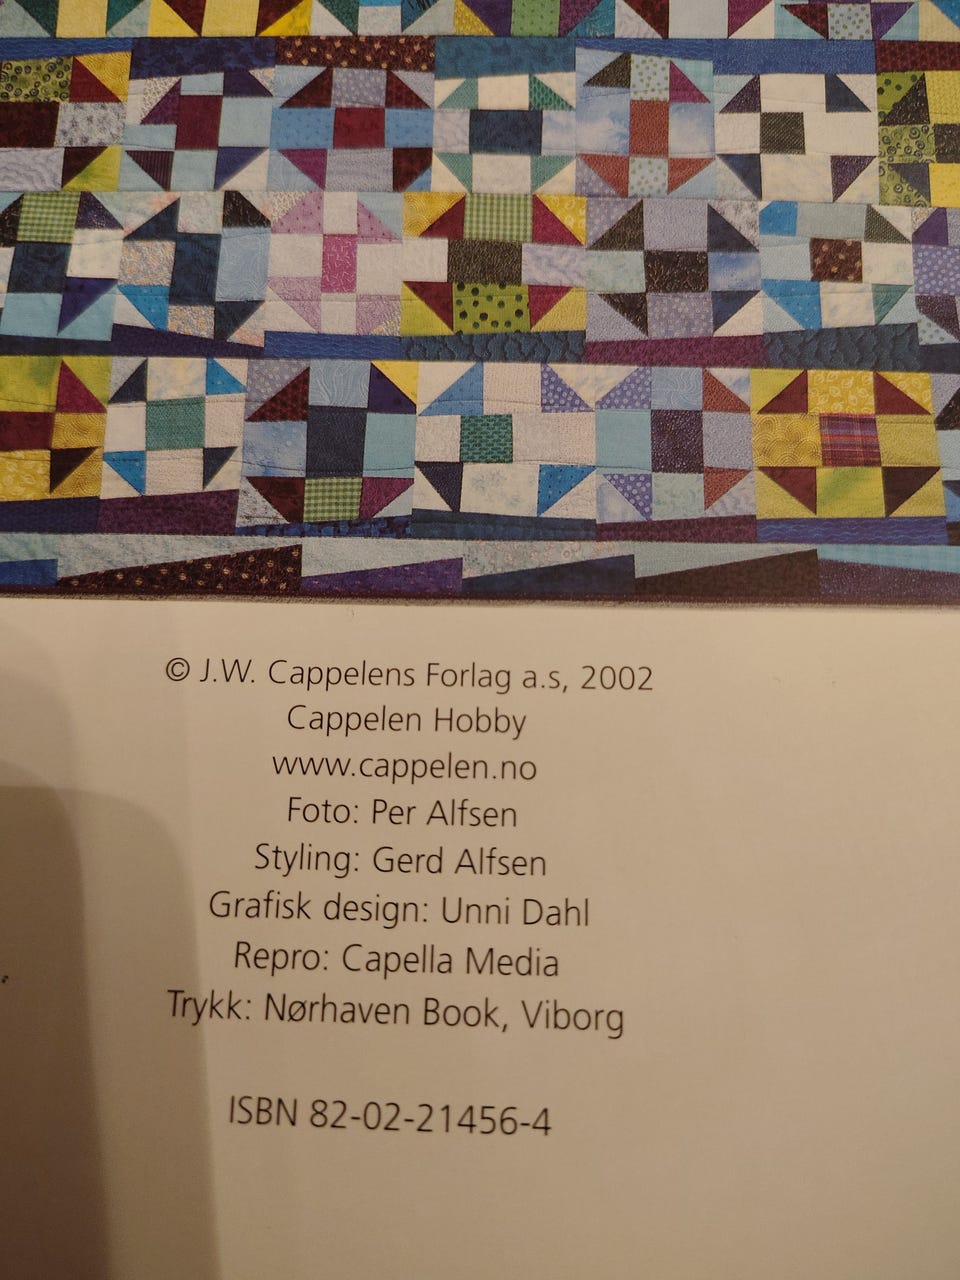 © J.W. Cappelens Forlag a.s, 2002
Cappelen Hobby
www.cappelen.no
Foto: Per Alfsen
Styling: Gerd Alfsen
Grafisk design: Unni Dahl
Repro: Capella Media
Trykk: Nørhaven Book, Viborg
ISBN 82-02-21456-4